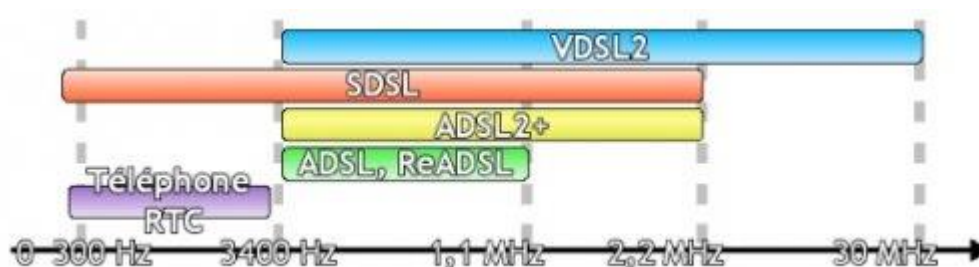 VDSL2
SDSL
ADSL2+
ADSL, ReADSL
Téléphone
RTC
0 300 Hz 3400 Hz 1,1 MHz 2,2 MHz 30 MHz